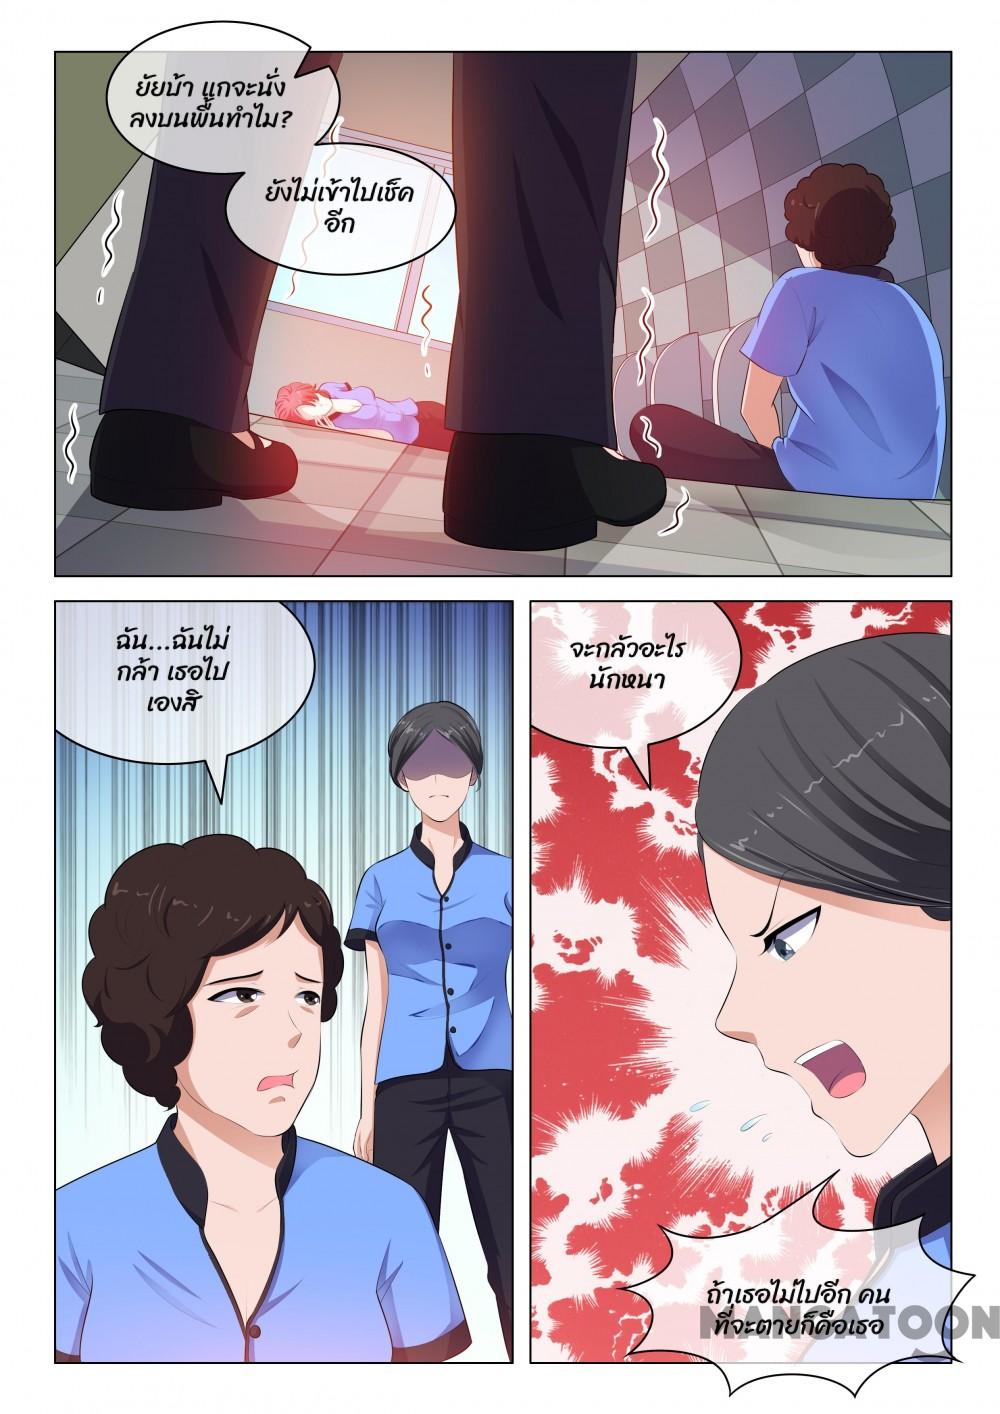 ยัยบ้า แกจะนั่ง
ลงบนพื้นทำไม?
ยังไม่เข้าไปเช็ค
อีก
ฉัน...ฉันไม่
กล้า เธอไป
เองสิ
จะกลัวอะไร
นักหนา
ถ้าเธอไม่ไปอีก คน
ที่จะตายก็คือเธอ
MANGATOON